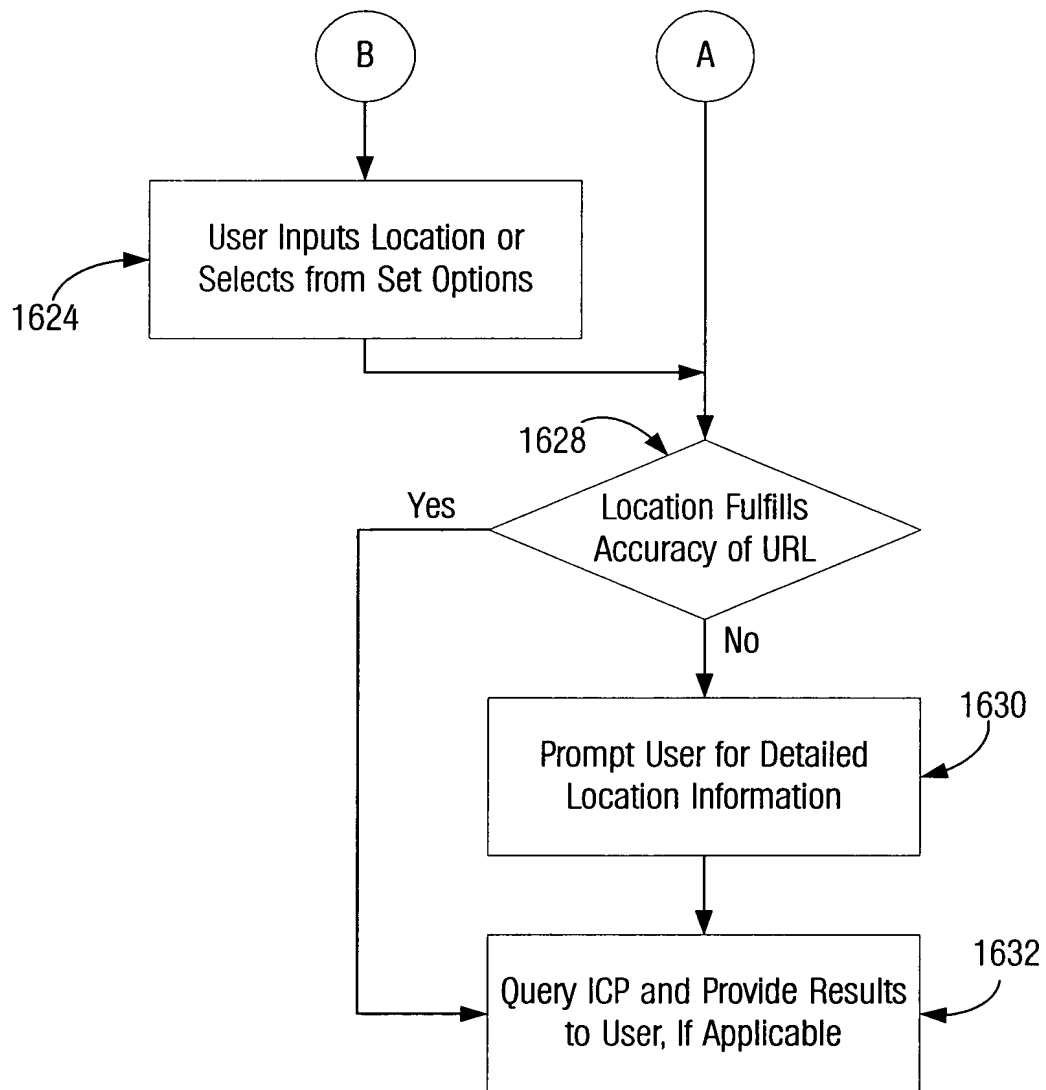 B
A
User Inputs Location or
Selects from Set Options
1624
1628
Yes
Location Fulfills
Accuracy of URL
No
1630
Prompt User for Detailed
Location Information
1632
Query ICP and Provide Results
to User, If Applicable